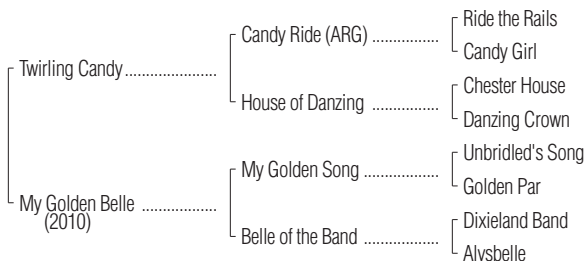 Twirling Candy
My Golden Belle
(2010)
Candy Ride (ARG)
House of Danzing
My Golden Song
Belle of the Band
Ride the Rails
Candy Girl
Chester House
Danzing Crown
Unbridled's Song
Golden Par
Dixieland Band
Alysbelle